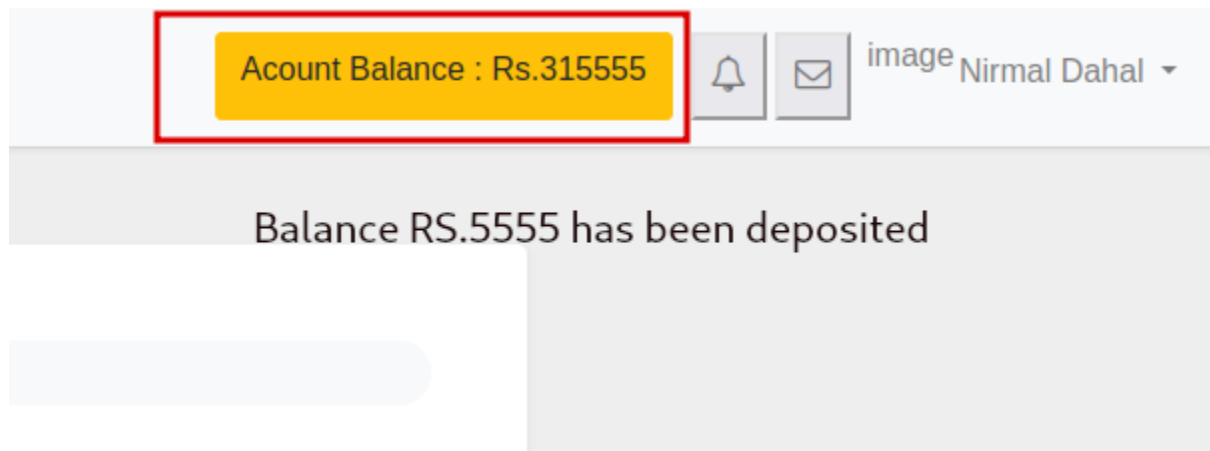 Acount Balance : Rs.315555
image Nirmal Dahal
Balance RS.5555 has been deposited